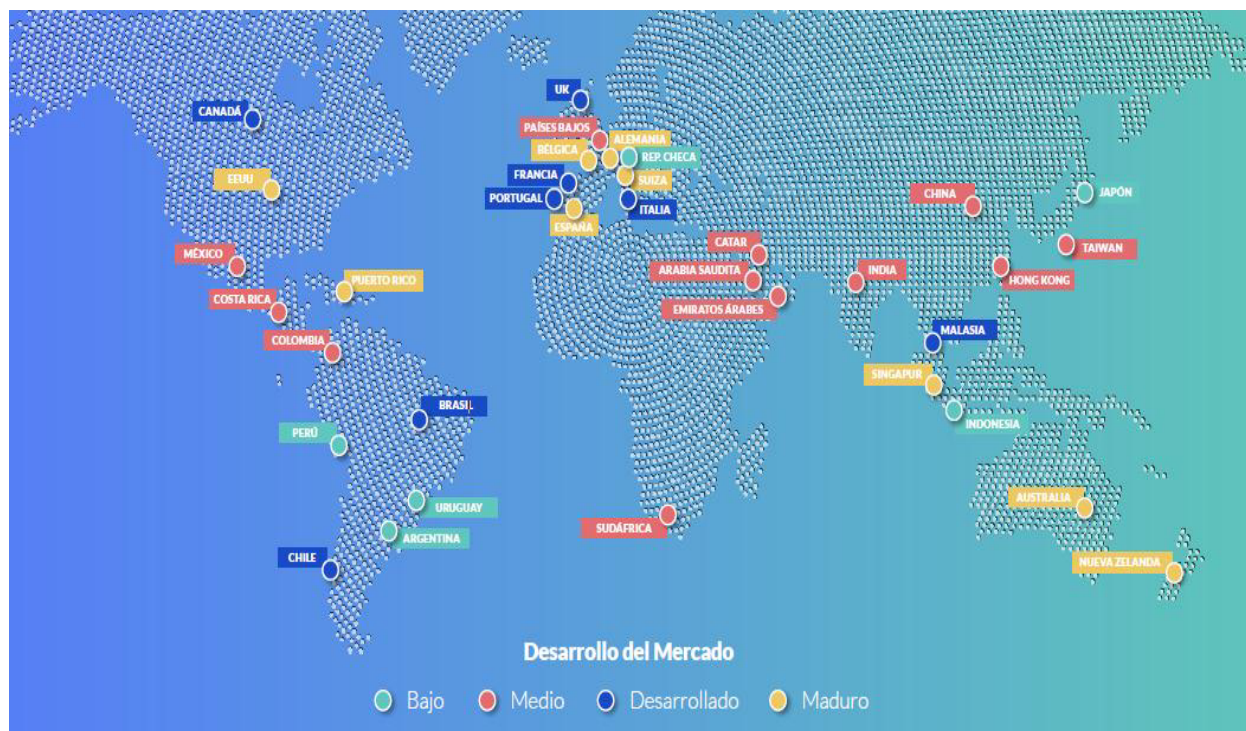 UK
CANADÁ
PAÍSES BAJOS
ALEMANIA
BÉLGICA
REP. CHECA
FRANCIA
SUIZA
EEUU
PORTUGAL
ITALIA
ESPAÑA
CHINA
JAPÓN
MÉXICO
CATAR
TAIWAN
ARABIA SAUDITA
INDIA
HONG KONG
PUERTO RICO
COSTA RICA
EMIRATOS ÁRABES
COLOMBIA
MALASIA
SINGAPUR
BRASIL
PERÚ
INDONESIA
URUGUAY
AUSTRALIA
SUDÁFRICA
ARGENTINA
CHILE
NUEVA ZELANDA
Desarrollo del Mercado
Bajo Medio Desarrollado Maduro